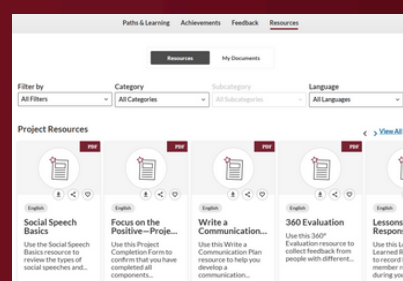 Paths & Learning Achievements Feedback Resources
Resources My Documents
Filter by Category Subcategory Language
All Filters All Categories All Subcategories All Languages
Project Resources View All
PDF PDF PDF PDF
English English English English English
Social Speech Basics
Use the Social Speech
Basics resource to
review the types of
social speeches and...
Focus on the
Positive—Proje...
Use this Project
Completion Form to
confirm that you have
completed all
components...
Write a
Communication...
Use this Write a
Communication Plan
resource to help you
develop a
communication...
360 Evaluation
Use this 360°
Evaluation resource to
collect feedback from
people with different...
Lessons
Respons
Use this L
Learned R
to record
member r
during yo